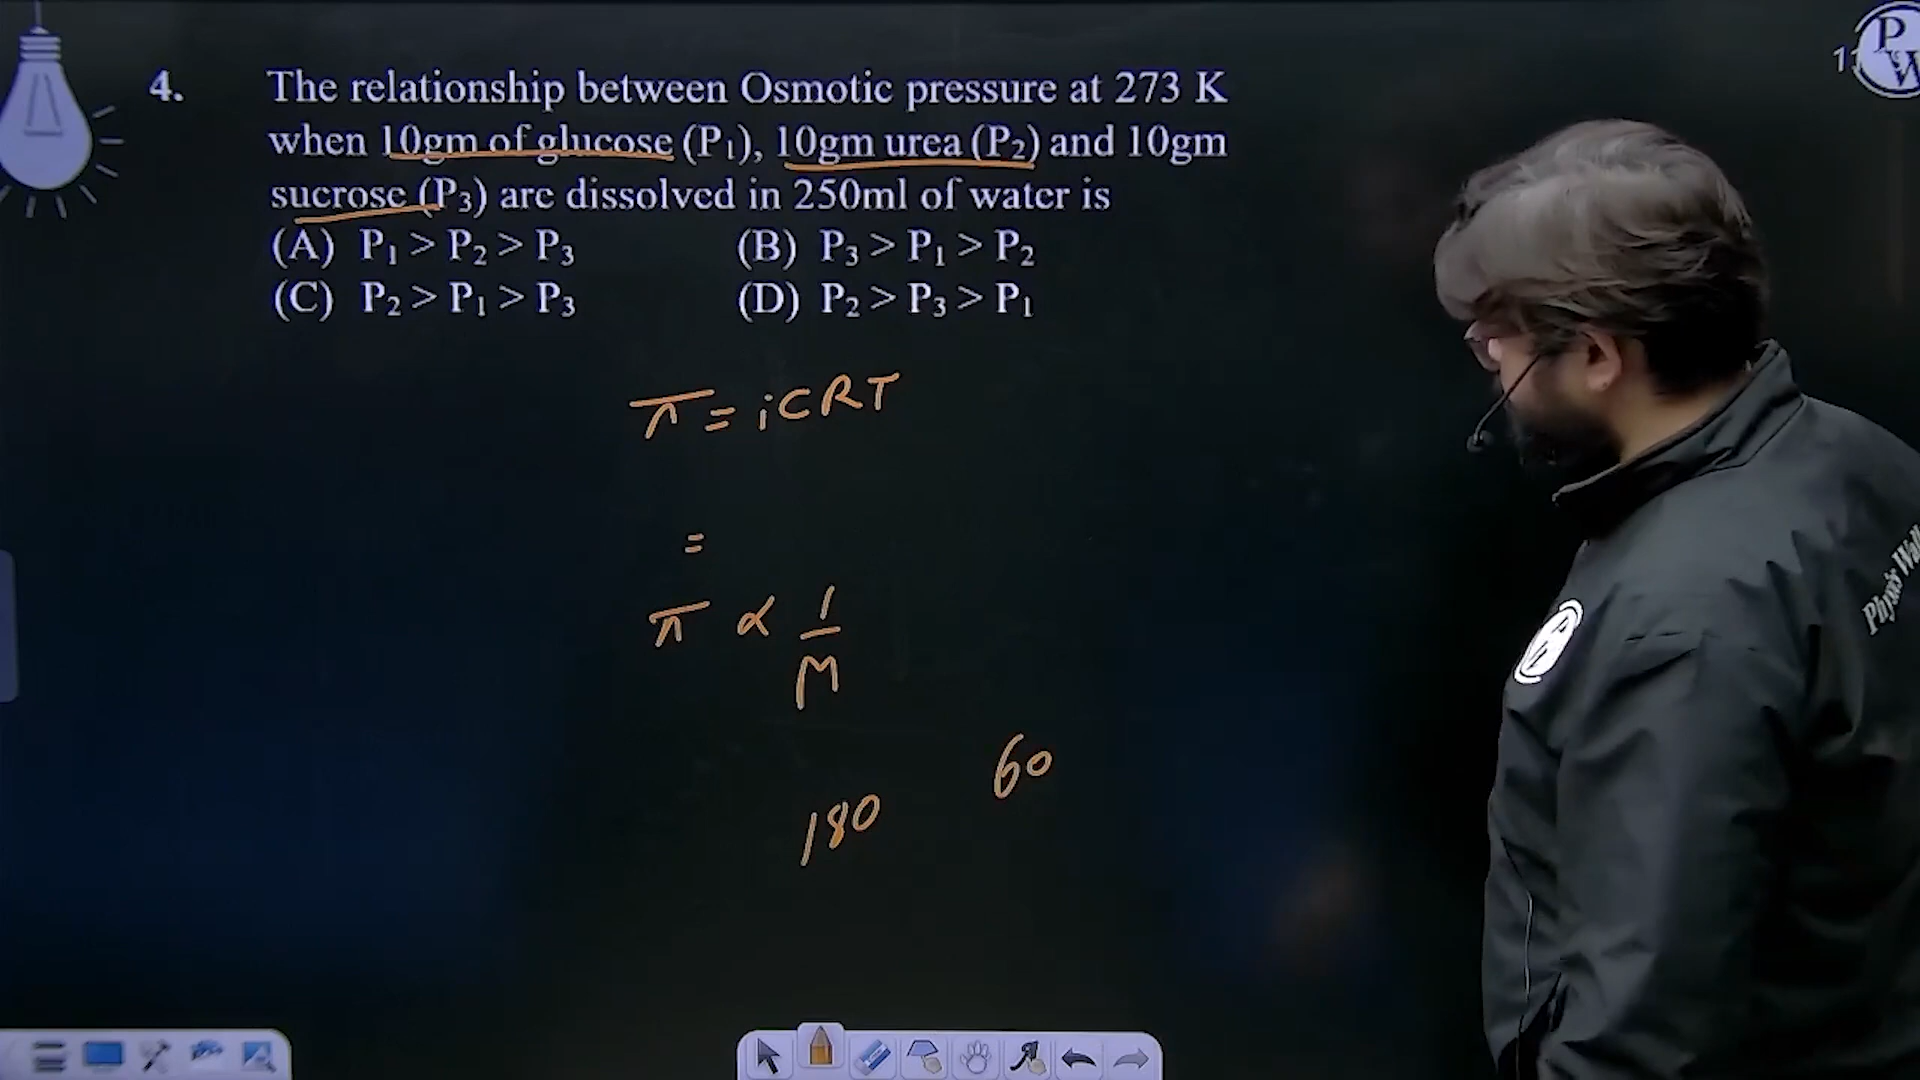 4. The relationship between Osmotic pressure at 273 K
when 10gm of glucose (P₁), 10gm urea (P₂) and 10gm
sucrose (P₃) are dissolved in 250ml of water is
(A) P₁ > P₂ > P₃ (B) P₃ > P₁ > P₂
(C) P₂ > P₁ > P₃ (D) P₂ > P₃ > P₁
π = iCRT
=
π ∝ 1/M
60
180
PW